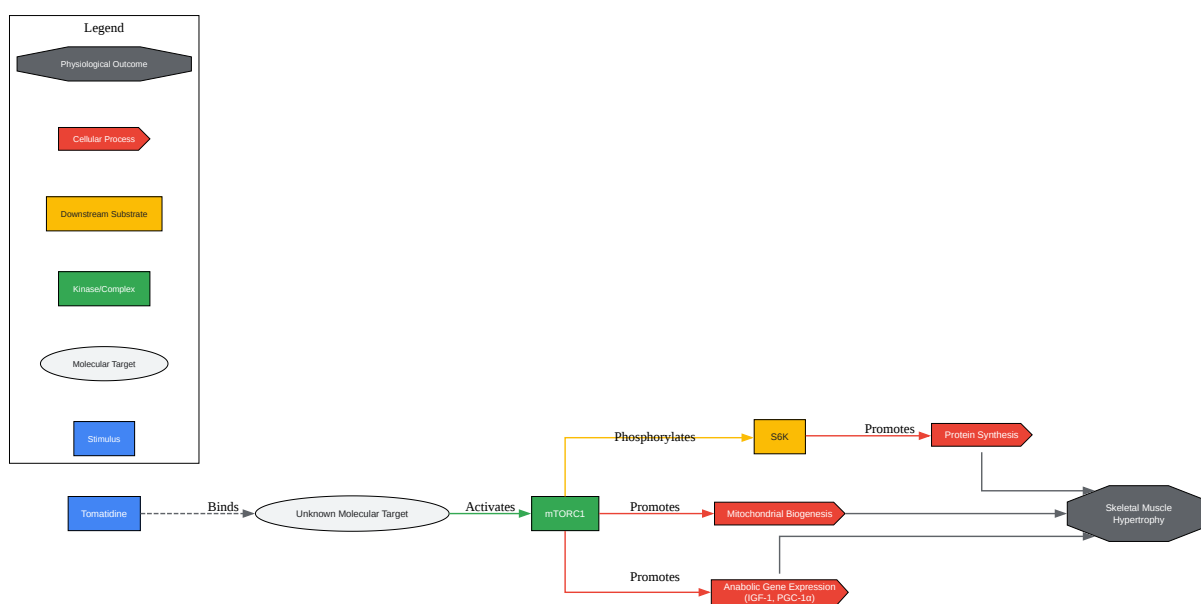 Legend
Physiological Outcome
Cellular Process
Downstream Substrate
Kinase/Complex
Molecular Target
Stimulus
Tomatidine
Binds
Unknown Molecular Target
Activates
mTORC1
Phosphorylates
S6K
Promotes
Protein Synthesis
Promotes
Mitochondrial Biogenesis
Promotes
Anabolic Gene Expression
(IGF-1, PGC-1α)
Skeletal Muscle
Hypertrophy